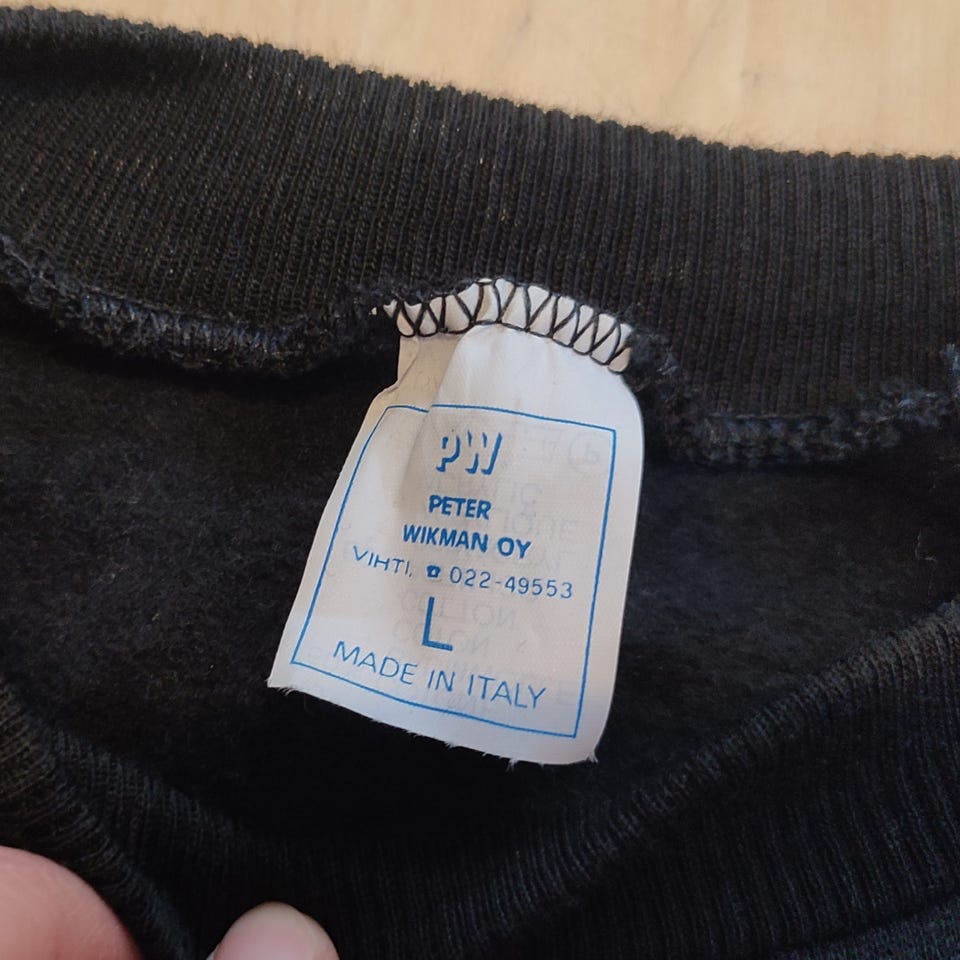 PW
PETER
WIKMAN OY
VIHTI, ☎ 022-49553
L
MADE IN ITALY